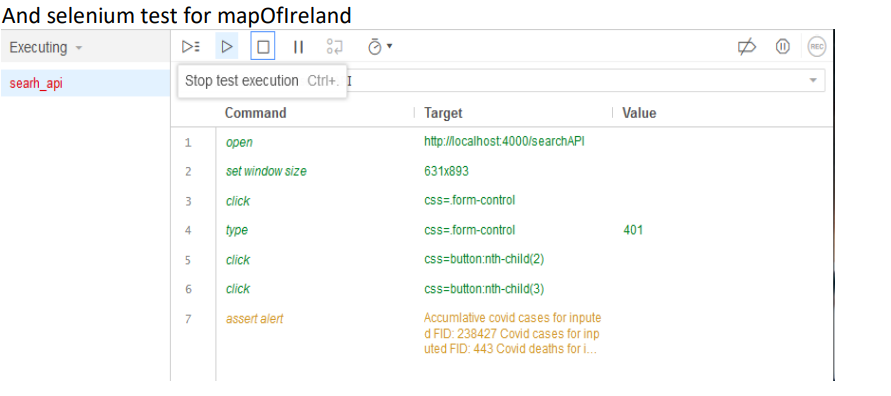 And selenium test for mapOfIreland
Executing
REC
searh_api
Stop test execution Ctrl+.
I
Command Target Value
1 open http://localhost:4000/searchAPI
2 set window size 631x893
3 click css=.form-control
4 type css=.form-control 401
5 click css=button:nth-child(2)
6 click css=button:nth-child(3)
7 assert alert Accumlative covid cases for inpute
d FID: 238427 Covid cases for inp
uted FID: 443 Covid deaths for i...